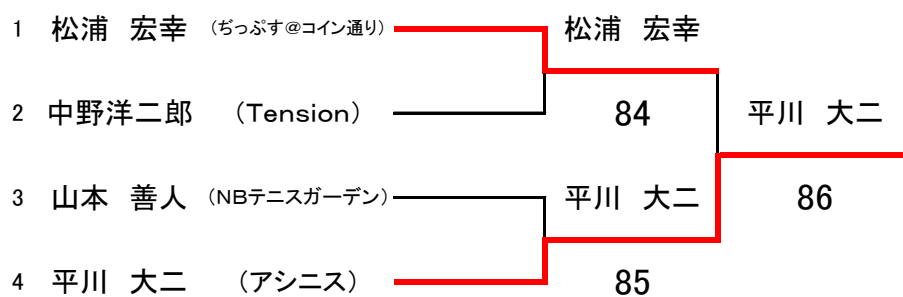 1 松浦 宏幸 (ぢっぷす@コイン通り) 松浦 宏幸
2 中野洋二郎 (Tension) 84 平川 大二
3 山本 善人 (NBテニスガーデン) 平川 大二 86
4 平川 大二 (アシニス) 85